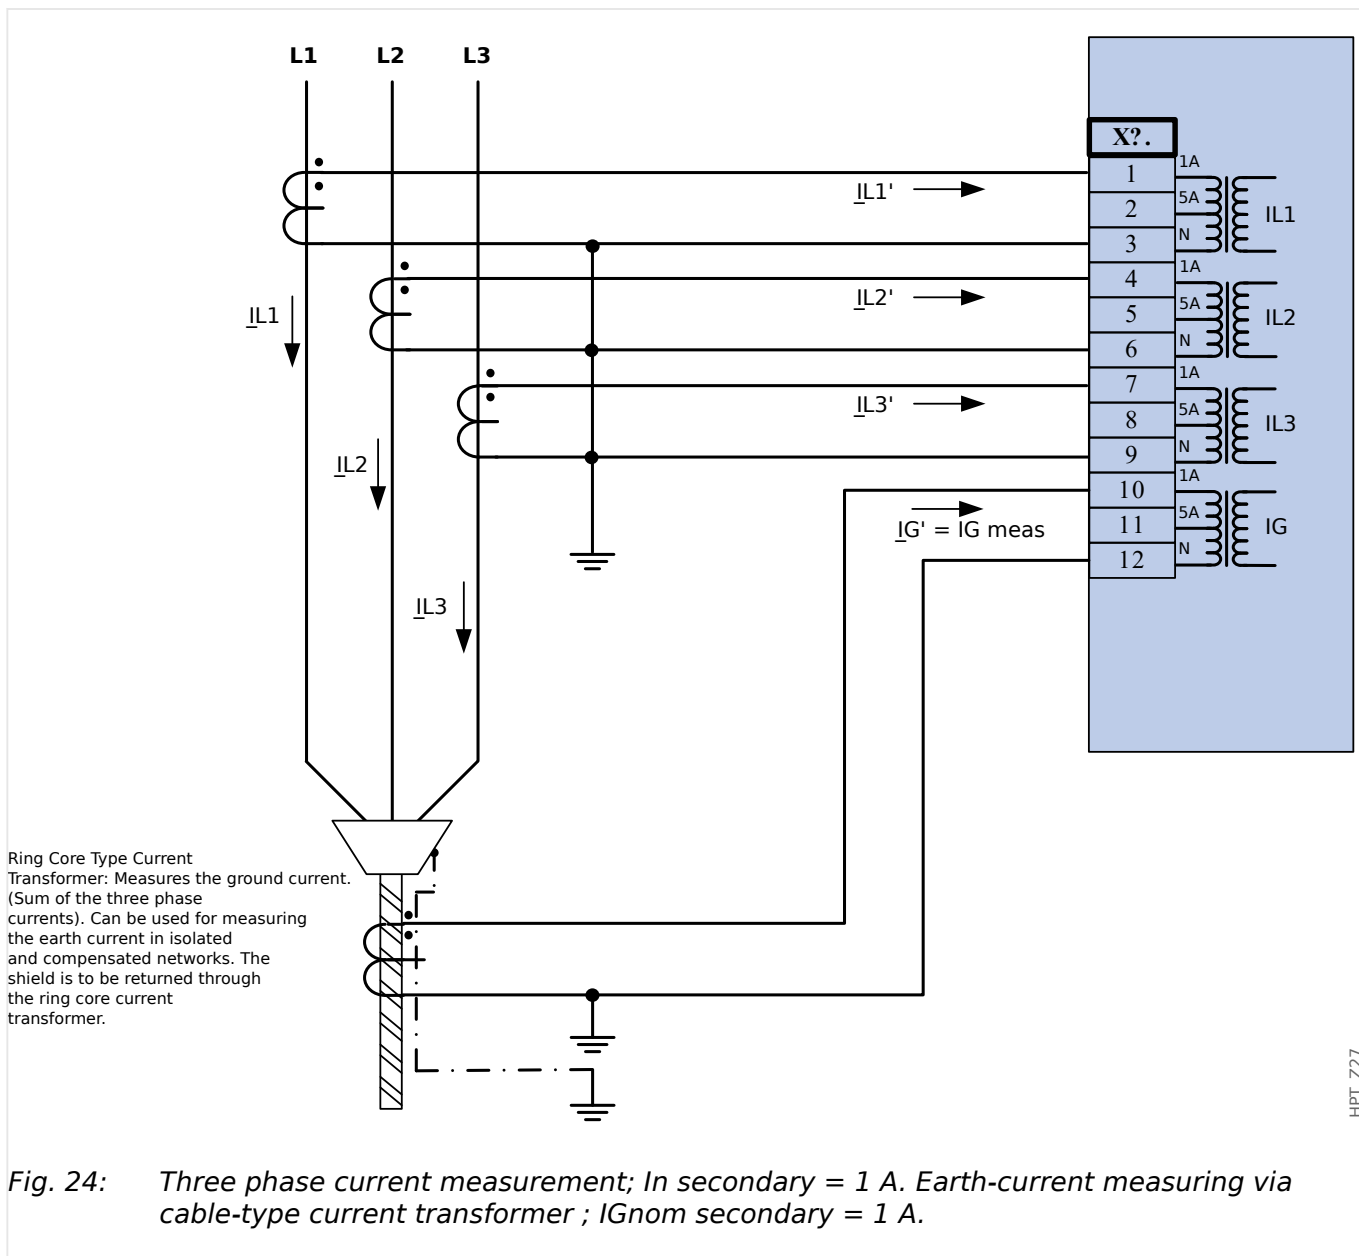 L1 L2 L3
X?.
1 1A
2 5A
3 N
IL1
4 1A
5 5A
6 N
IL2
7 1A
8 5A
9 N
IL3
10 1A
11 5A
12 N
IG
IL1'
IL2'
IL3'
IG' = IG meas
IL1
IL2
IL3
Ring Core Type Current
Transformer: Measures the ground current.
(Sum of the three phase
currents). Can be used for measuring
the earth current in isolated
and compensated networks. The
shield is to be returned through
the ring core current
transformer.
HPT_Z27
Fig. 24: Three phase current measurement; In secondary = 1 A. Earth-current measuring via
cable-type current transformer ; IGnom secondary = 1 A.